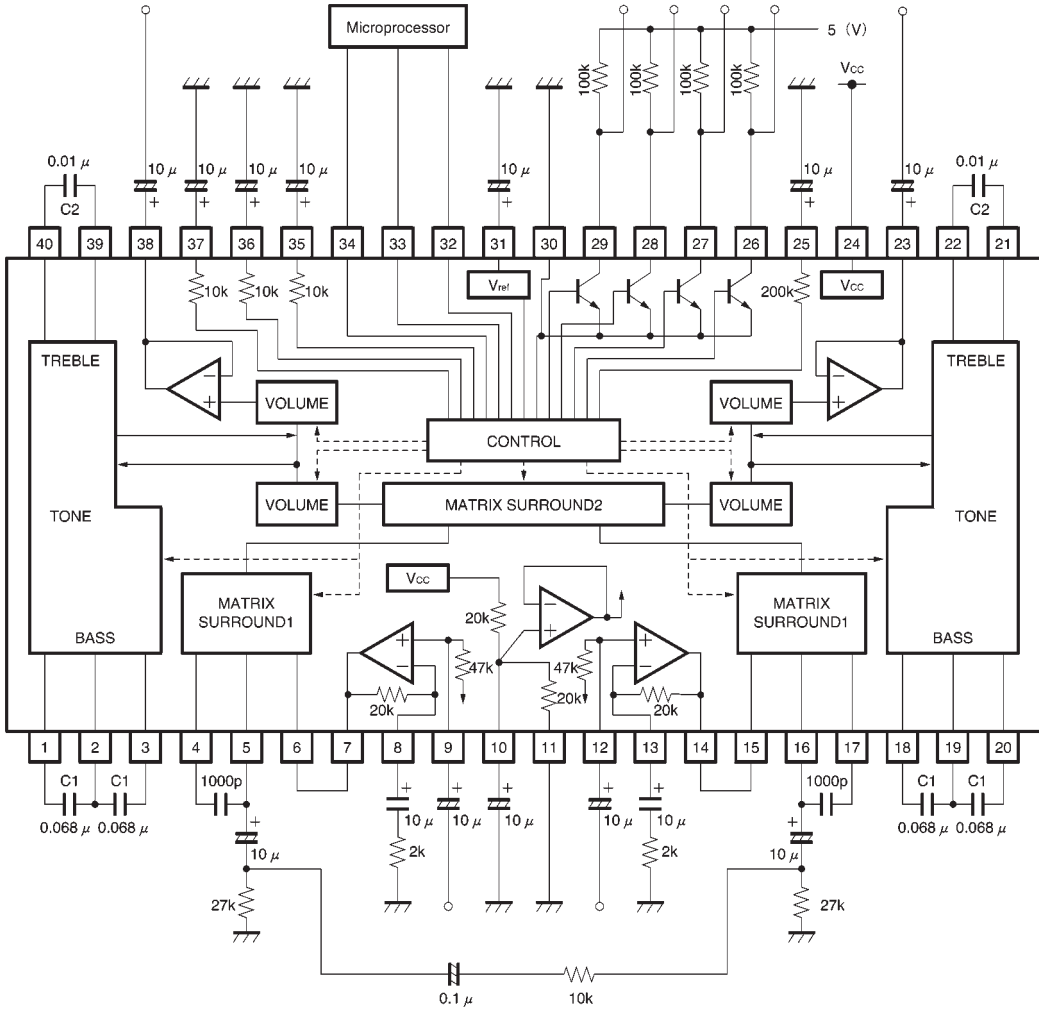 Microprocessor
5 (V)
100k 100k 100k 100k
Vcc
0.01 μ
C2
10 μ
+
10 μ
+
10 μ
+
10 μ
+
10 μ
+
10 μ
+
10 μ
+
0.01 μ
C2
40 39 38 37 36 35 34 33 32 31 30 29 28 27 26 25 24 23 22 21
10k 10k 10k
Vref
200k
Vcc
TREBLE
TREBLE
−
+
−
+
VOLUME
VOLUME
CONTROL
VOLUME
MATRIX SURROUND2
VOLUME
TONE
TONE
Vcc
MATRIX
SURROUND1
MATRIX
SURROUND1
BASS
BASS
20k
−
+
+
−
47k
20k
20k
47k
+
−
20k
1 2 3 4 5 6 7 8 9 10 11 12 13 14 15 16 17 18 19 20
C1 C1
0.068 μ 0.068 μ
1000p
+
10 μ
27k
+
10 μ
2k
+
10 μ
+
10 μ
+
10 μ
+
10 μ
2k
1000p
+
10 μ
27k
C1 C1
0.068 μ 0.068 μ
0.1 μ
10k